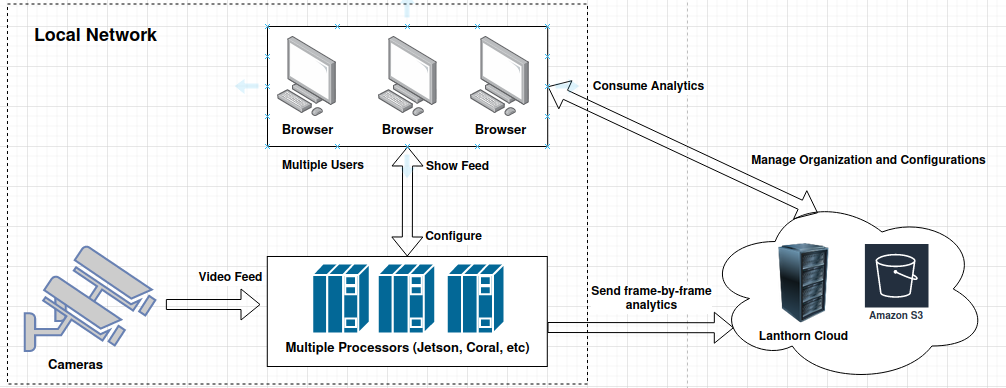 Local Network
Browser
Browser
Browser
Multiple Users
Show Feed
Consume Analytics
Manage Organization and Configurations
Configure
Video Feed
Cameras
Multiple Processors (Jetson, Coral, etc)
Send frame-by-frame
analytics
Lanthorn Cloud
Amazon S3